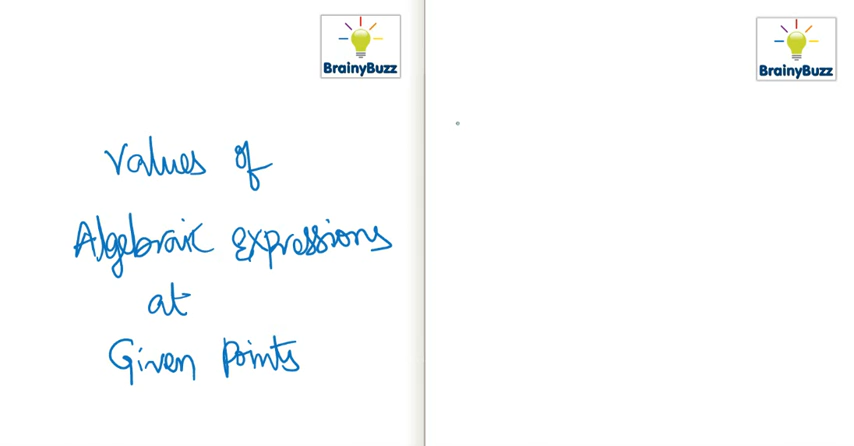 BrainyBuzz
Values of
Algebraic Expressions
at
Given Points
BrainyBuzz